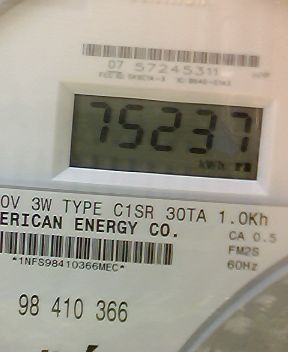 07 57245311
75237
kWh
0V 3W TYPE C1SR 30TA 1.0Kh
ERICAN ENERGY CO.
CA 0.5
FM2S
60Hz
*1NFS98410366MEC*
98 410 366